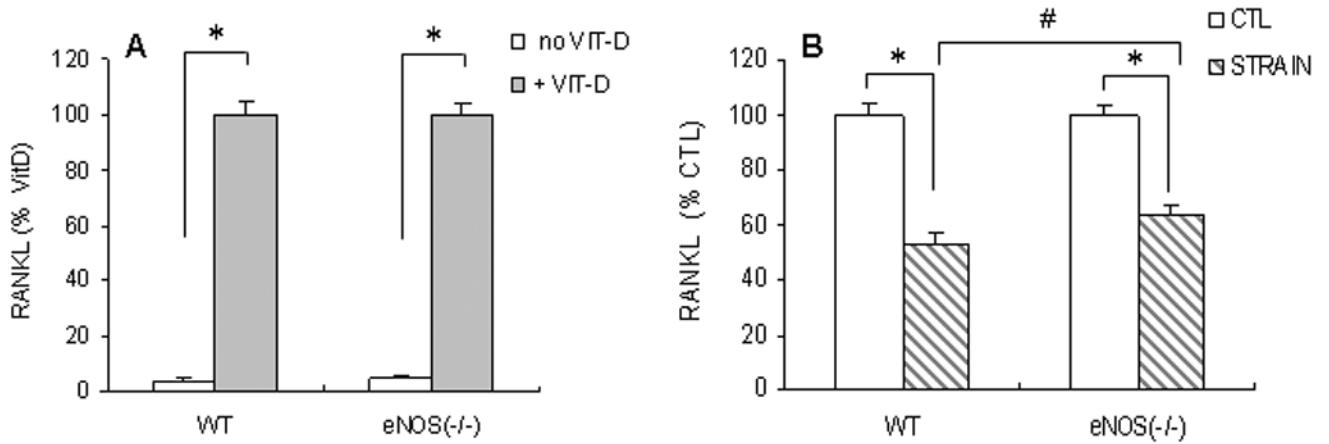 A
* *
no VIT-D
+ VIT-D
RANKL (% VitD)
120
100
80
60
40
20
0
WT eNOS(-/-)
B
#
* *
CTL
STRAIN
RANKL (% CTL)
120
100
80
60
40
20
0
WT eNOS(-/-)